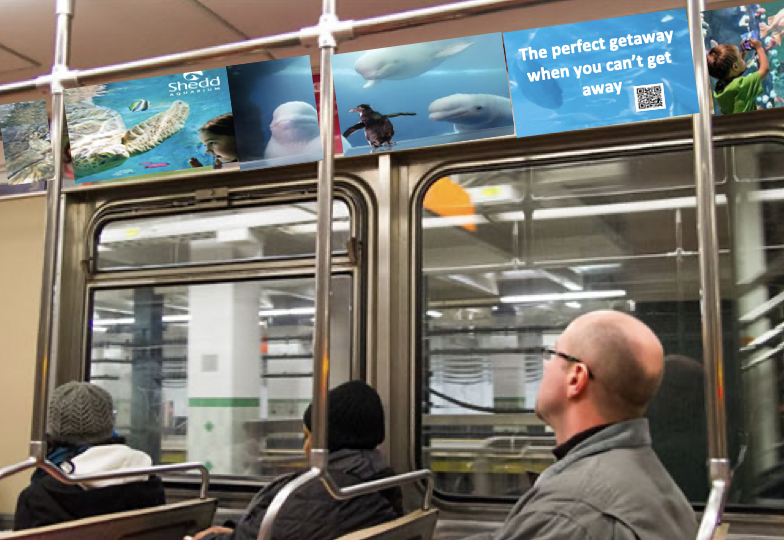 Shedd
AQUARIUM
The perfect getaway
when you can't get
away